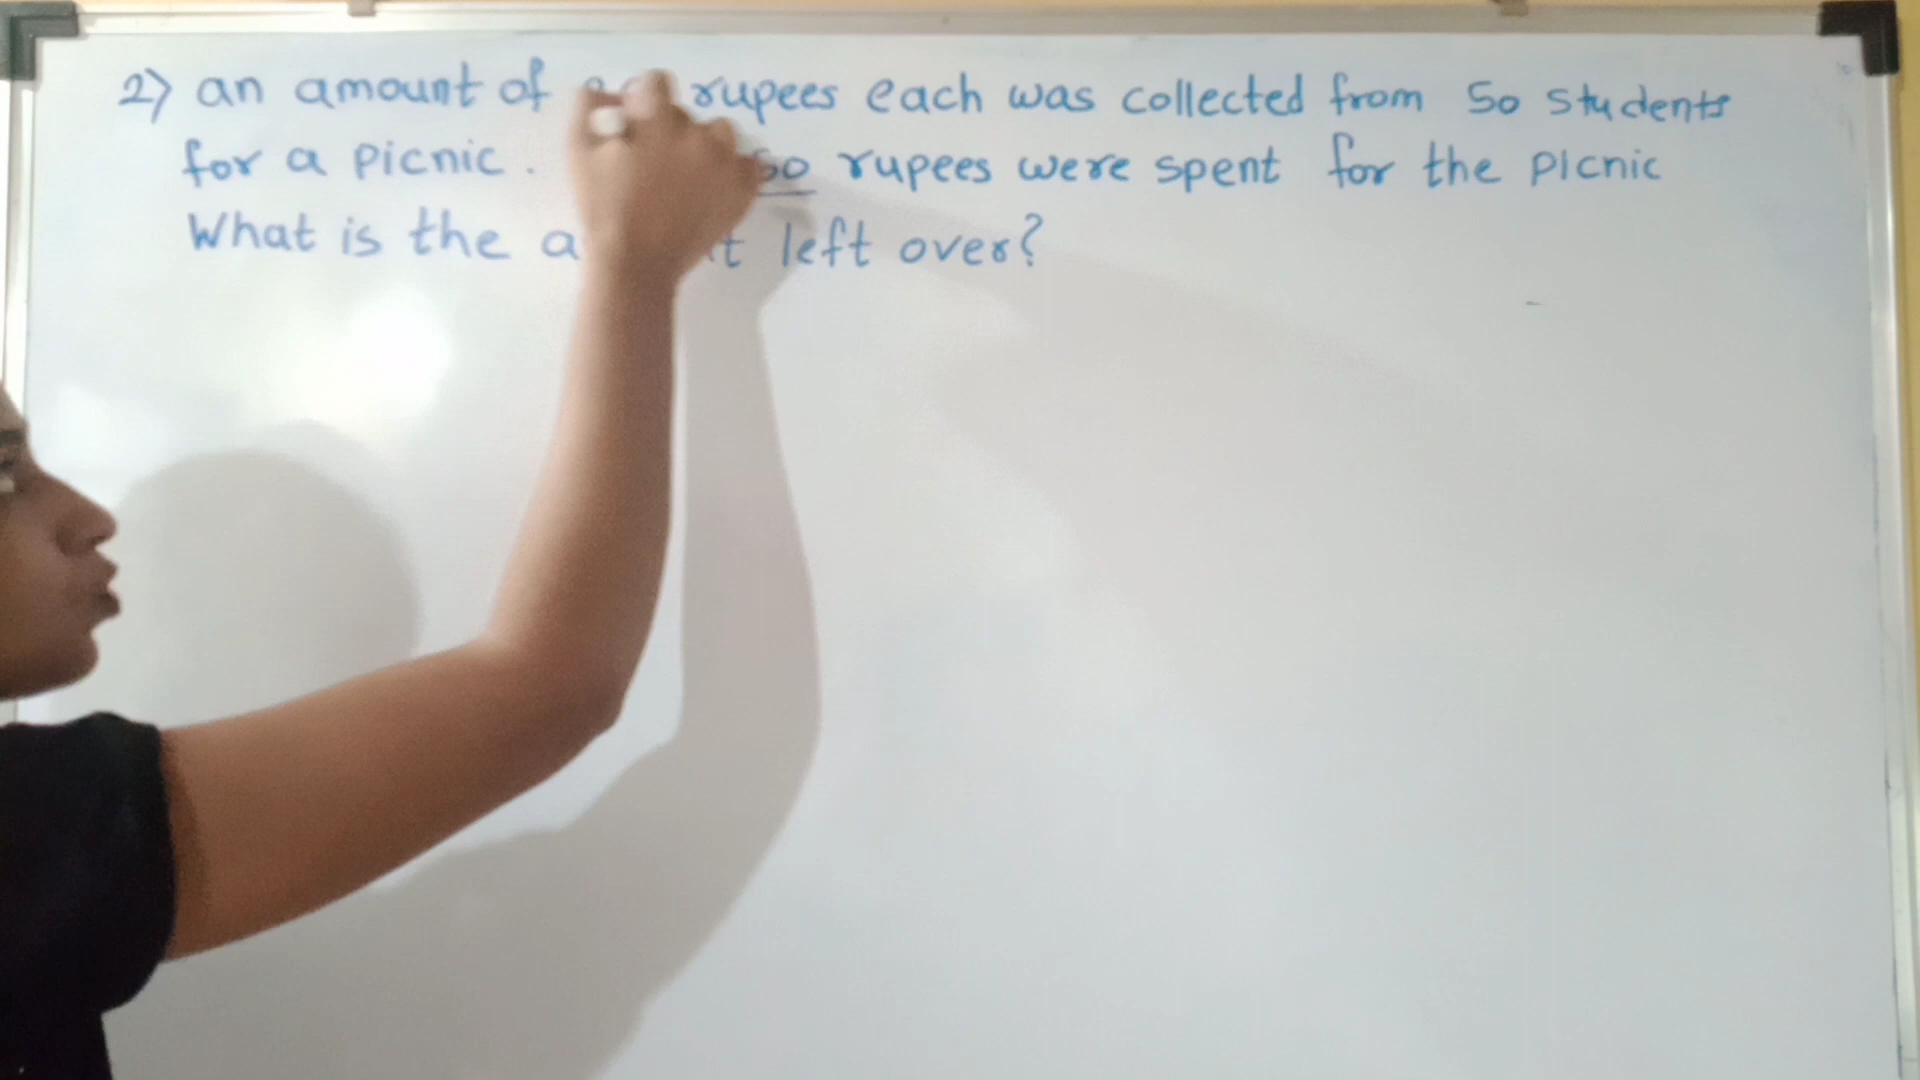 2) an amount of rupees each was collected from 50 students
for a picnic. rupees were spent for the picnic
What is the left over?